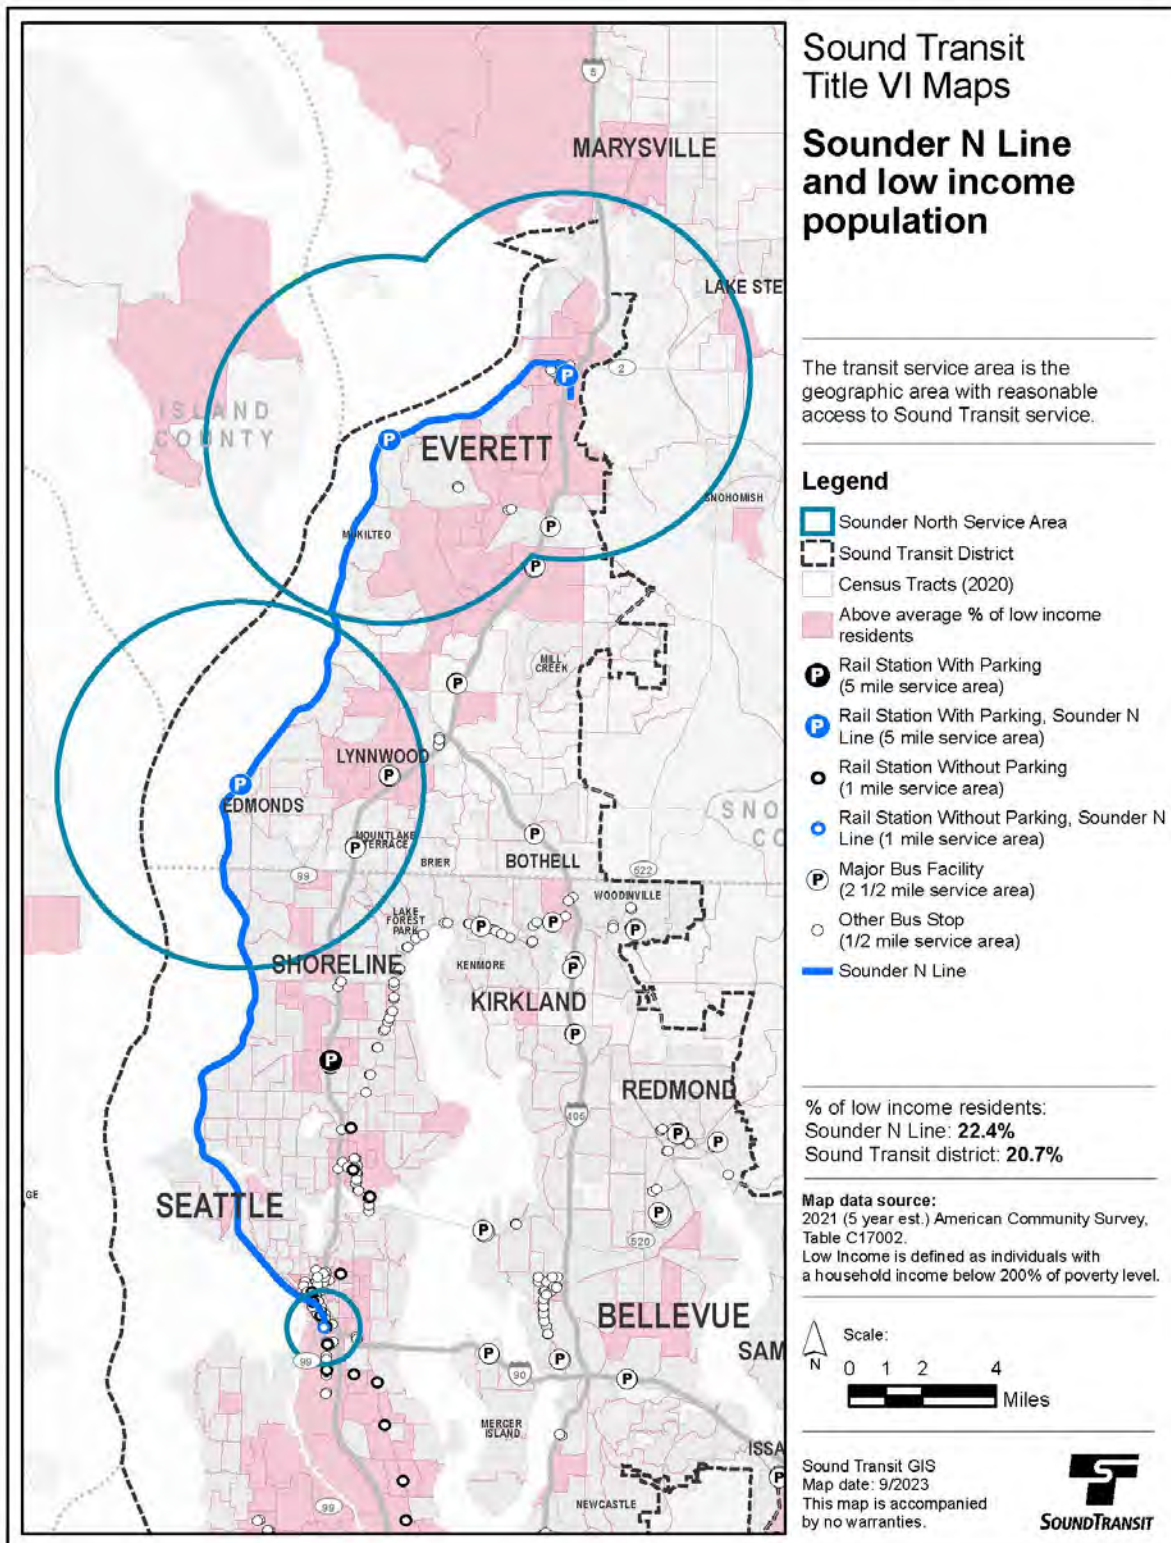 Sound Transit
Title VI Maps
Sounder N Line
and low income
population
The transit service area is the
geographic area with reasonable
access to Sound Transit service.
Legend
Sounder North Service Area
Sound Transit District
Census Tracts (2020)
Above average % of low income
residents
P
Rail Station With Parking
(5 mile service area)
P
Rail Station With Parking, Sounder N
Line (5 mile service area)
Rail Station Without Parking
(1 mile service area)
Rail Station Without Parking, Sounder N
Line (1 mile service area)
P
Major Bus Facility
(2 1/2 mile service area)
Other Bus Stop
(1/2 mile service area)
Sounder N Line
% of low income residents:
Sounder N Line: 22.4%
Sound Transit district: 20.7%
Map data source:
2021 (5 year est.) American Community Survey,
Table C17002.
Low Income is defined as individuals with
a household income below 200% of poverty level.
N
Scale:
0 1 2 4
Miles
Sound Transit GIS
Map date: 9/2023
This map is accompanied
by no warranties.
SOUNDTRANSIT
5
MARYSVILLE
LAKE STE
2
P
ISLAND
COUNTY
P
EVERETT
SNOHOMISH
P
MUKILTEO
P
MILL
CREEK
P
LYNNWOOD
P
P
EDMONDS
SNO
CO
MOUNTLAKE
TERRACE
P
P
BRIER
BOTHELL
99
522
WOODINVILLE
LAKE
FOREST
PARK
P
P
P
SHORELINE
KENMORE
P
KIRKLAND
P
P
REDMOND
405
P
P
GE
SEATTLE
P
P
520
BELLEVUE
SAM
99
P
P
90
P
MERCER
ISLAND
ISSA
P
99
NEWCASTLE